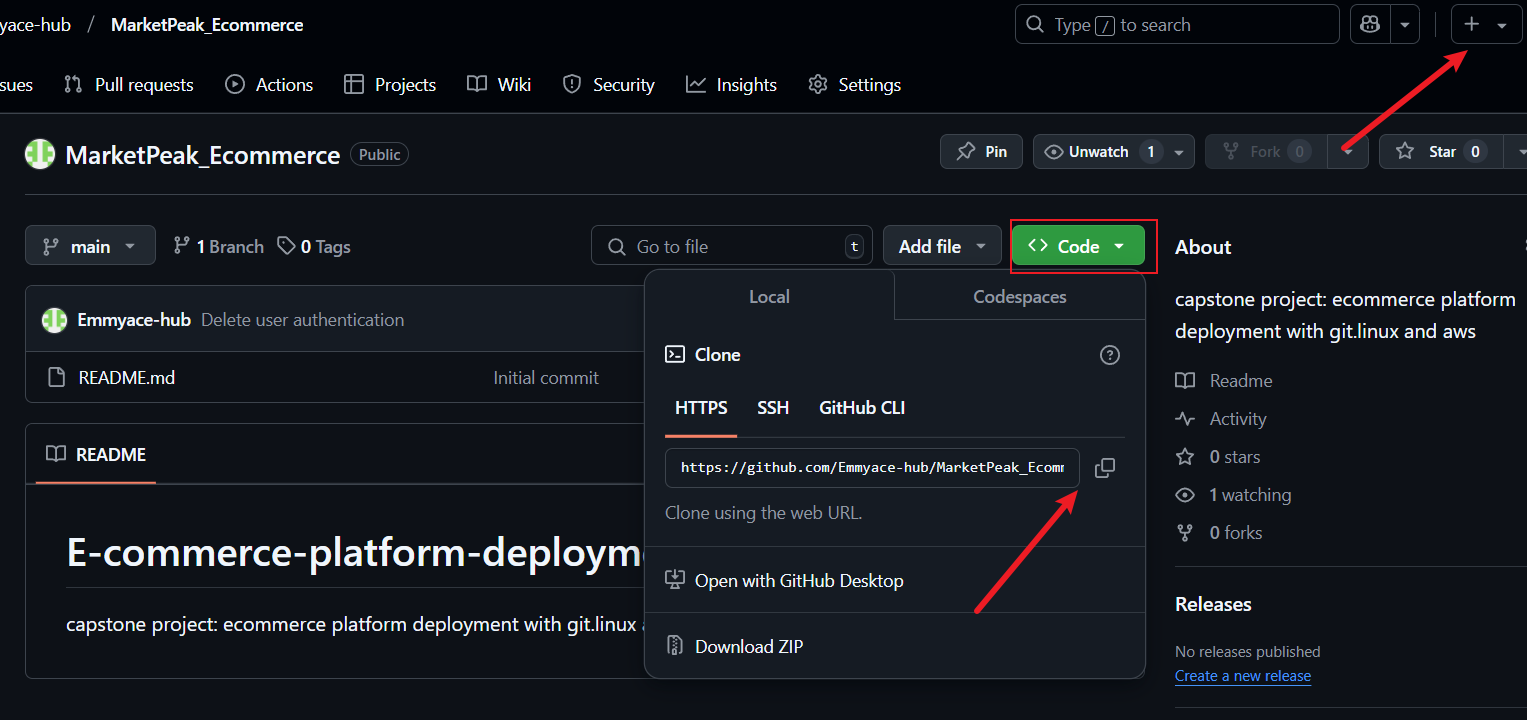 yace-hub / MarketPeak_Ecommerce
Type / to search
sues Pull requests Actions Projects Wiki Security Insights Settings
MarketPeak_Ecommerce Public
Pin Unwatch 1 Fork 0 Star 0
main 1 Branch 0 Tags
Go to file t Add file Code
Emmyace-hub Delete user authentication
README.md Initial commit
README
E-commerce-platform-deployme
capstone project: ecommerce platform deployment with git.linux a
Local Codespaces
Clone
HTTPS SSH GitHub CLI
https://github.com/Emmyace-hub/MarketPeak_Ecomm
Clone using the web URL.
Open with GitHub Desktop
Download ZIP
About
capstone project: ecommerce platform
deployment with git.linux and aws
Readme
Activity
0 stars
1 watching
0 forks
Releases
No releases published
Create a new release